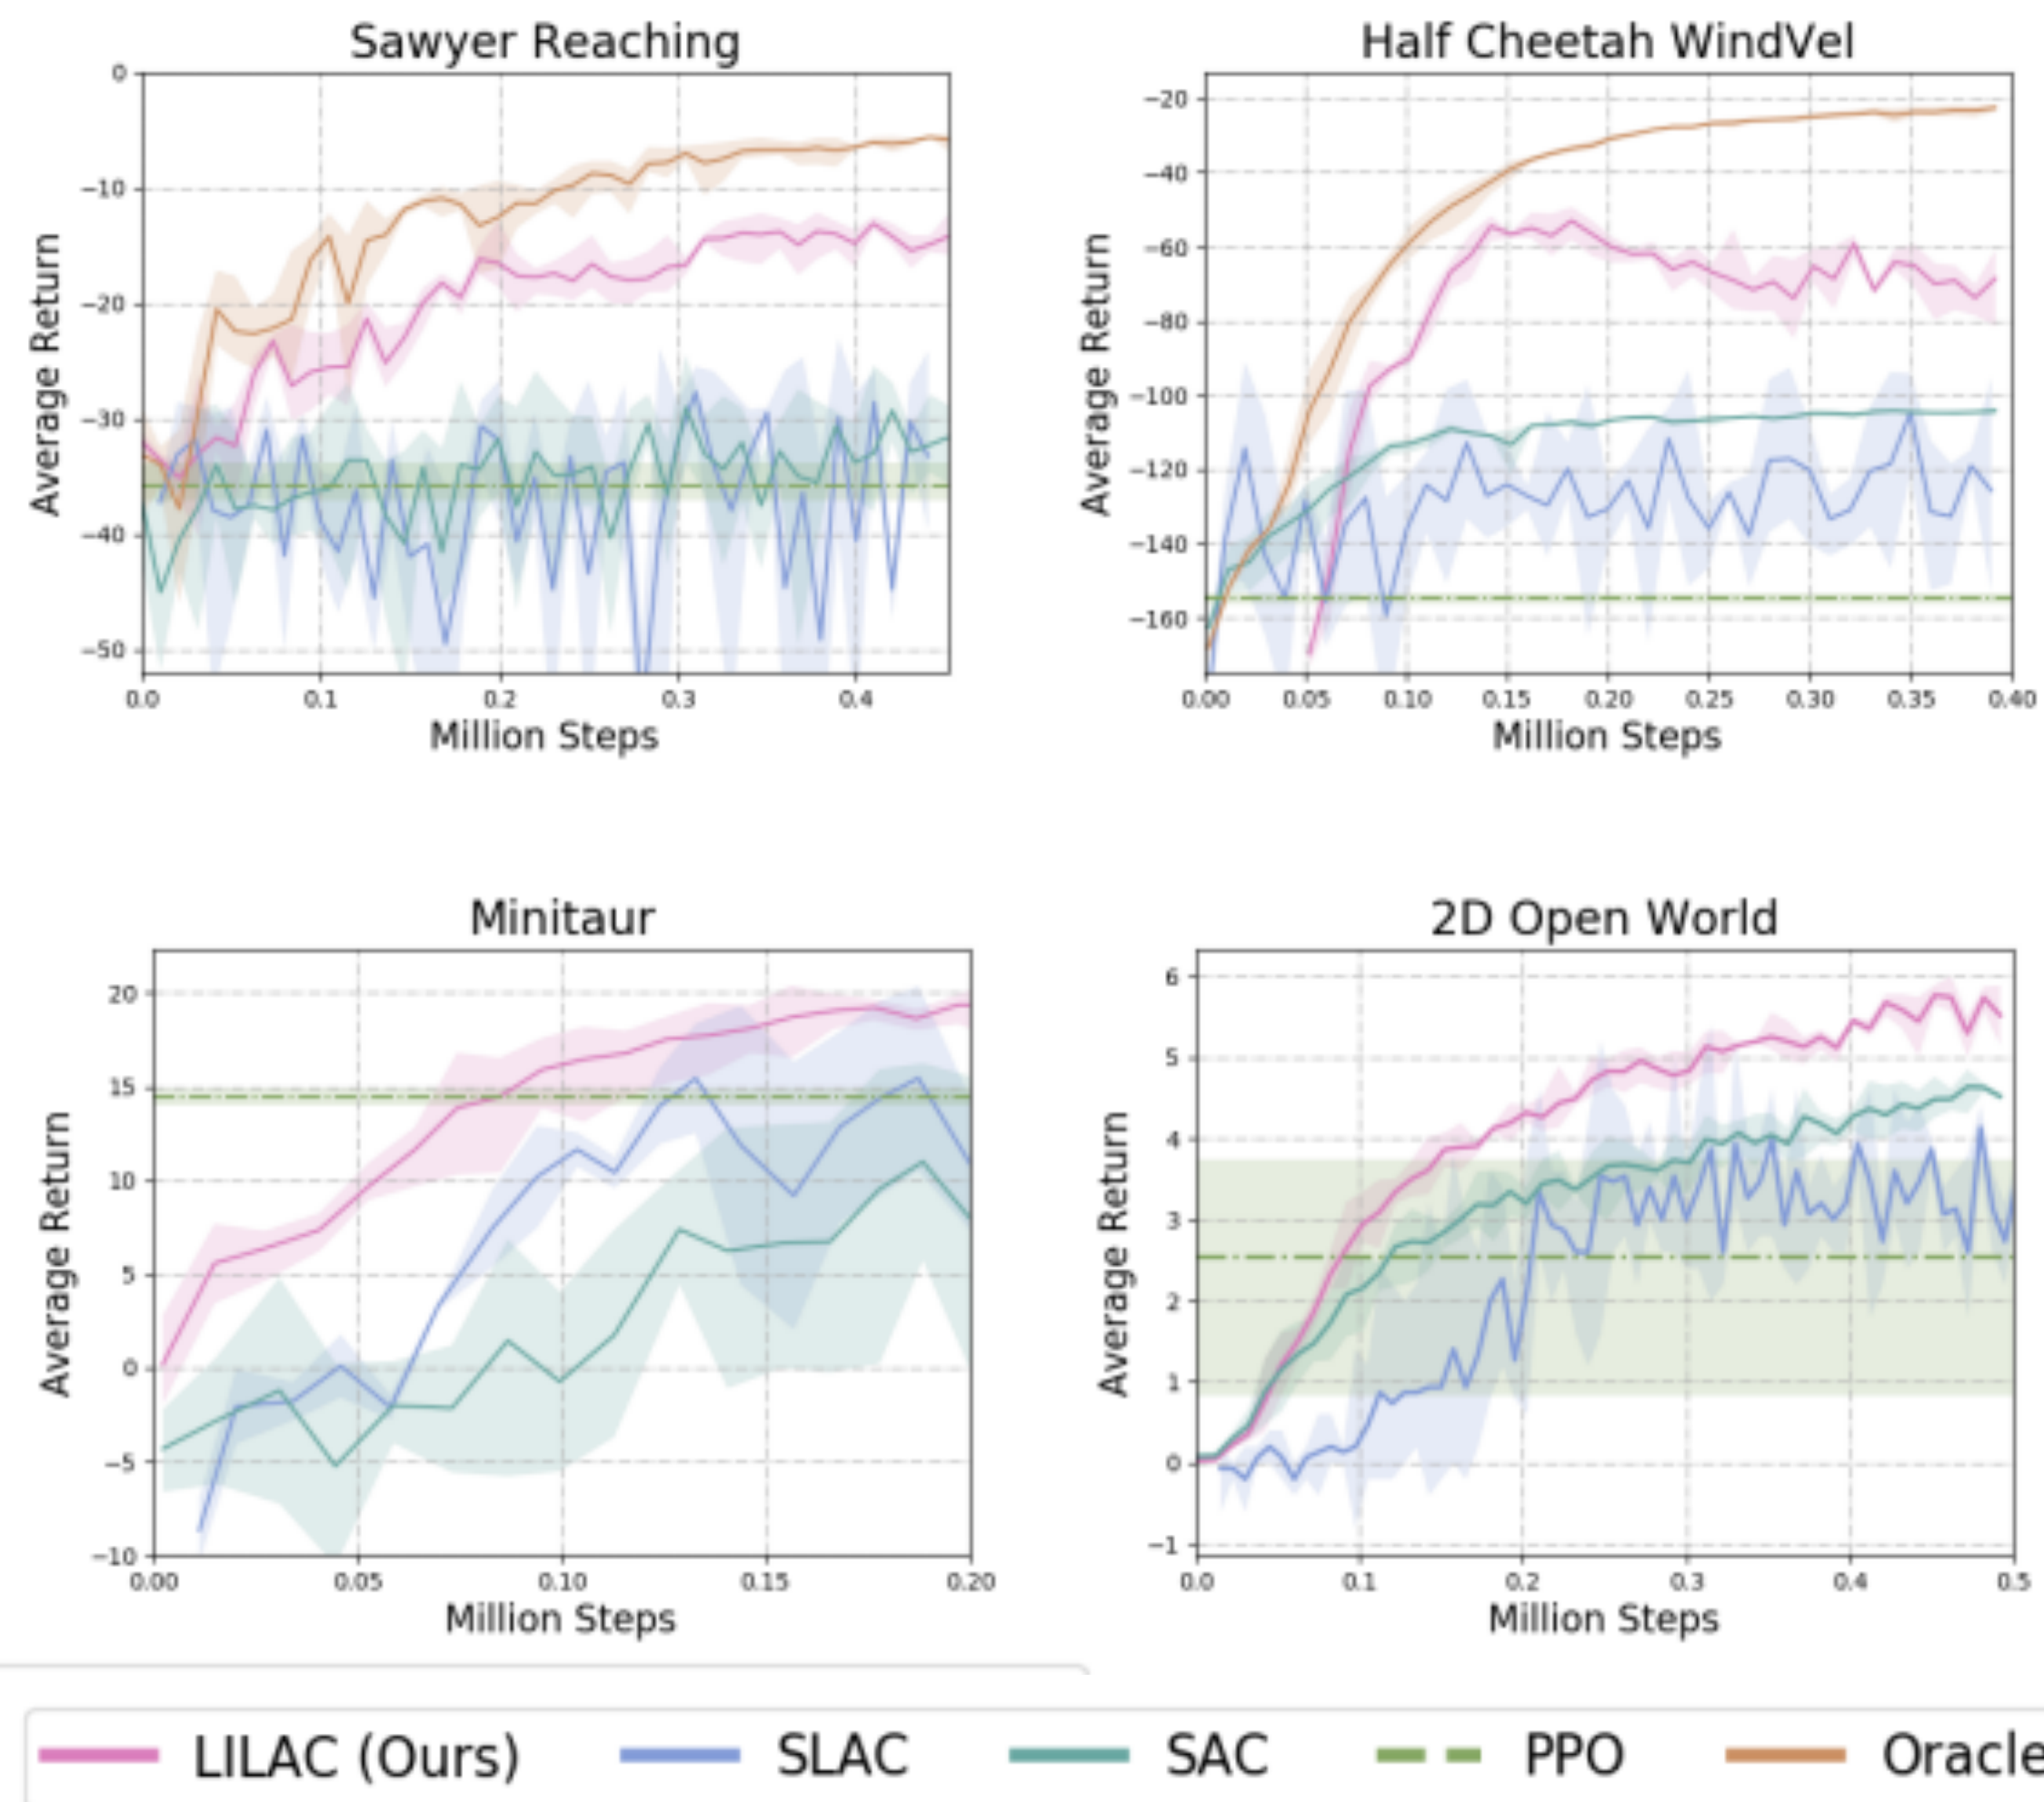 Sawyer Reaching
0
−10
−20
−30
−40
−50
Average Return
0.0 0.1 0.2 0.3 0.4
Million Steps
Half Cheetah WindVel
−20
−40
−60
−80
−100
−120
−140
−160
Average Return
0.00 0.05 0.10 0.15 0.20 0.25 0.30 0.35 0.40
Million Steps
Minitaur
20
15
10
5
0
−5
−10
Average Return
0.00 0.05 0.10 0.15 0.20
Million Steps
2D Open World
6
5
4
3
2
1
0
−1
Average Return
0.0 0.1 0.2 0.3 0.4 0.5
Million Steps
LILAC (Ours) SLAC SAC PPO Oracle